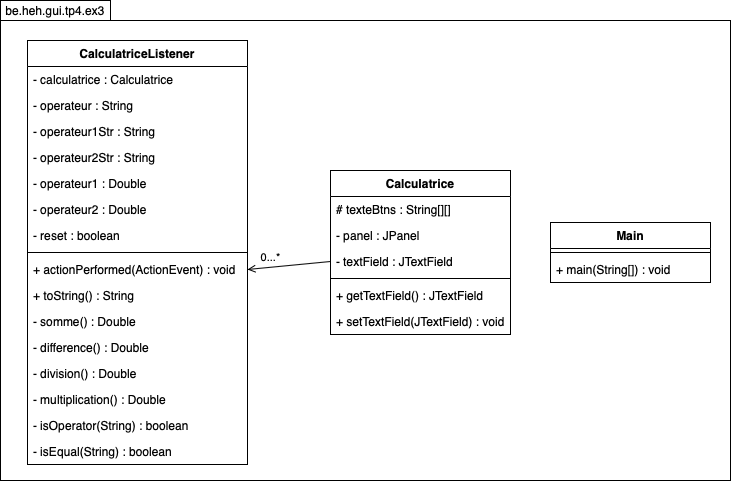 be.heh.gui.tp4.ex3
CalculatriceListener
- calculatrice : Calculatrice
- operateur : String
- operateur1Str : String
- operateur2Str : String
- operateur1 : Double
- operateur2 : Double
- reset : boolean
+ actionPerformed(ActionEvent) : void
+ toString() : String
- somme() : Double
- difference() : Double
- division() : Double
- multiplication() : Double
- isOperator(String) : boolean
- isEqual(String) : boolean
0...*
Calculatrice
# texteBtns : String[][]
- panel : JPanel
- textField : JTextField
+ getTextField() : JTextField
+ setTextField(JTextField) : void
Main
+ main(String[]) : void